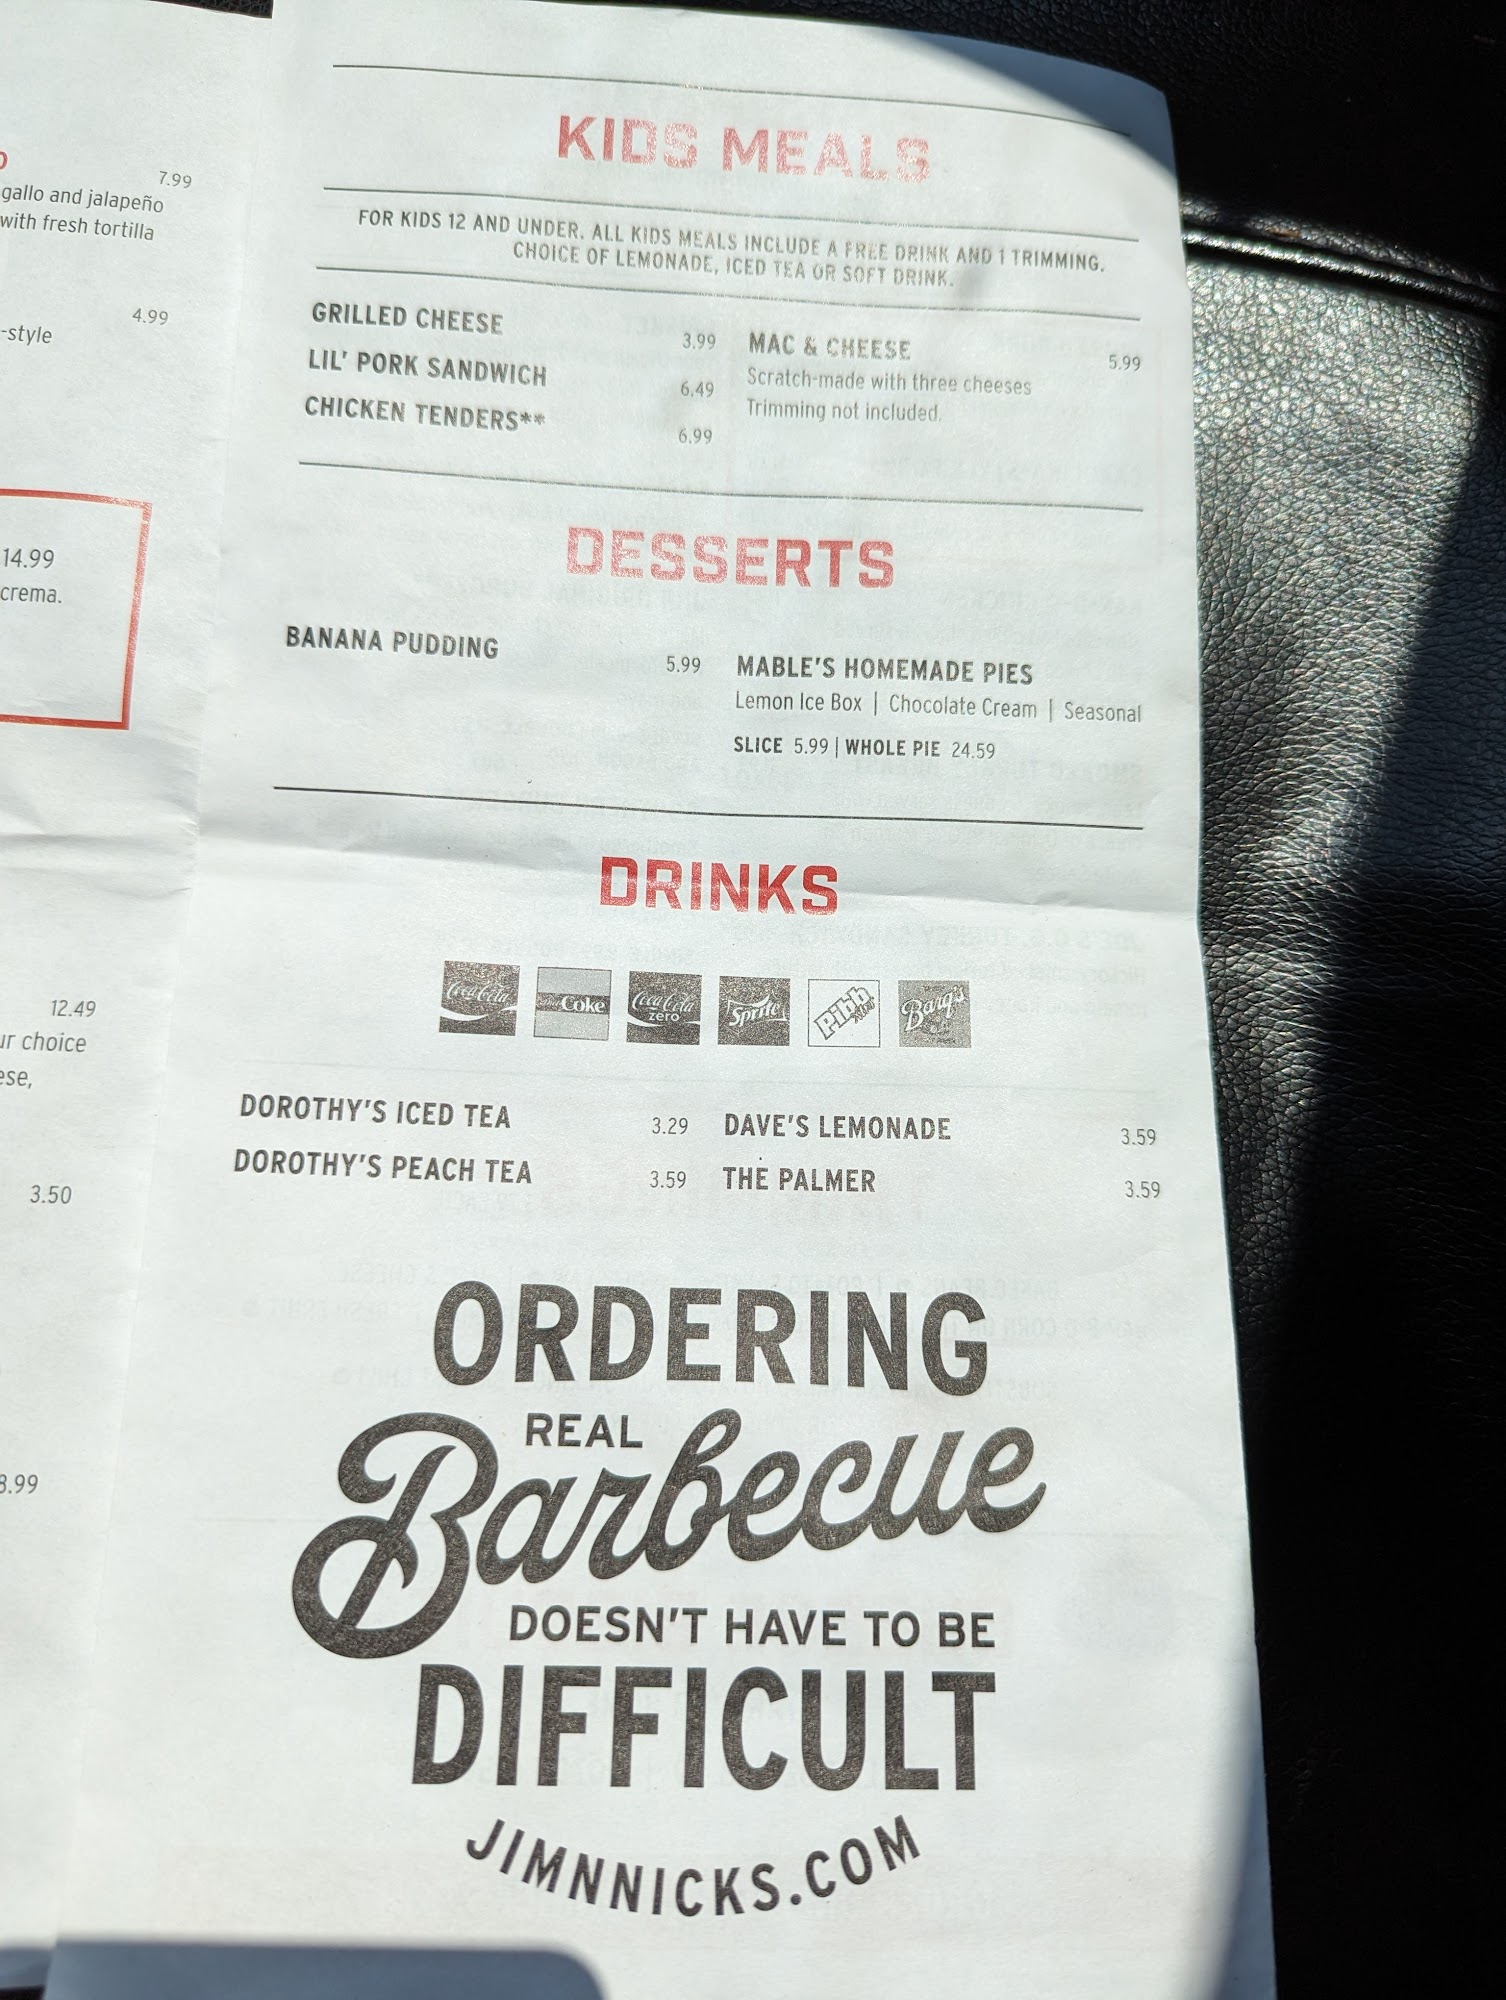 7.99
gallo and jalapeño
with fresh tortilla
4.99
-style
14.99
crema.
12.49
ur choice
ese,
3.50
8.99
KIDS MEALS
FOR KIDS 12 AND UNDER. ALL KIDS MEALS INCLUDE A FREE DRINK AND 1 TRIMMING.
CHOICE OF LEMONADE, ICED TEA OR SOFT DRINK.
GRILLED CHEESE 3.99
LIL' PORK SANDWICH 6.49
CHICKEN TENDERS** 6.99
MAC & CHEESE 5.99
Scratch-made with three cheeses
Trimming not included.
DESSERTS
BANANA PUDDING 5.99
MABLE'S HOMEMADE PIES
Lemon Ice Box | Chocolate Cream | Seasonal
SLICE 5.99 | WHOLE PIE 24.59
DRINKS
Coca-Cola
Coke
Coca-Cola zero
Sprite
Pibb Xtra
Barq's
DOROTHY'S ICED TEA 3.29
DOROTHY'S PEACH TEA 3.59
DAVE'S LEMONADE 3.59
THE PALMER 3.59
ORDERING
REAL
Barbecue
DOESN'T HAVE TO BE
DIFFICULT
JIMNNICKS.COM